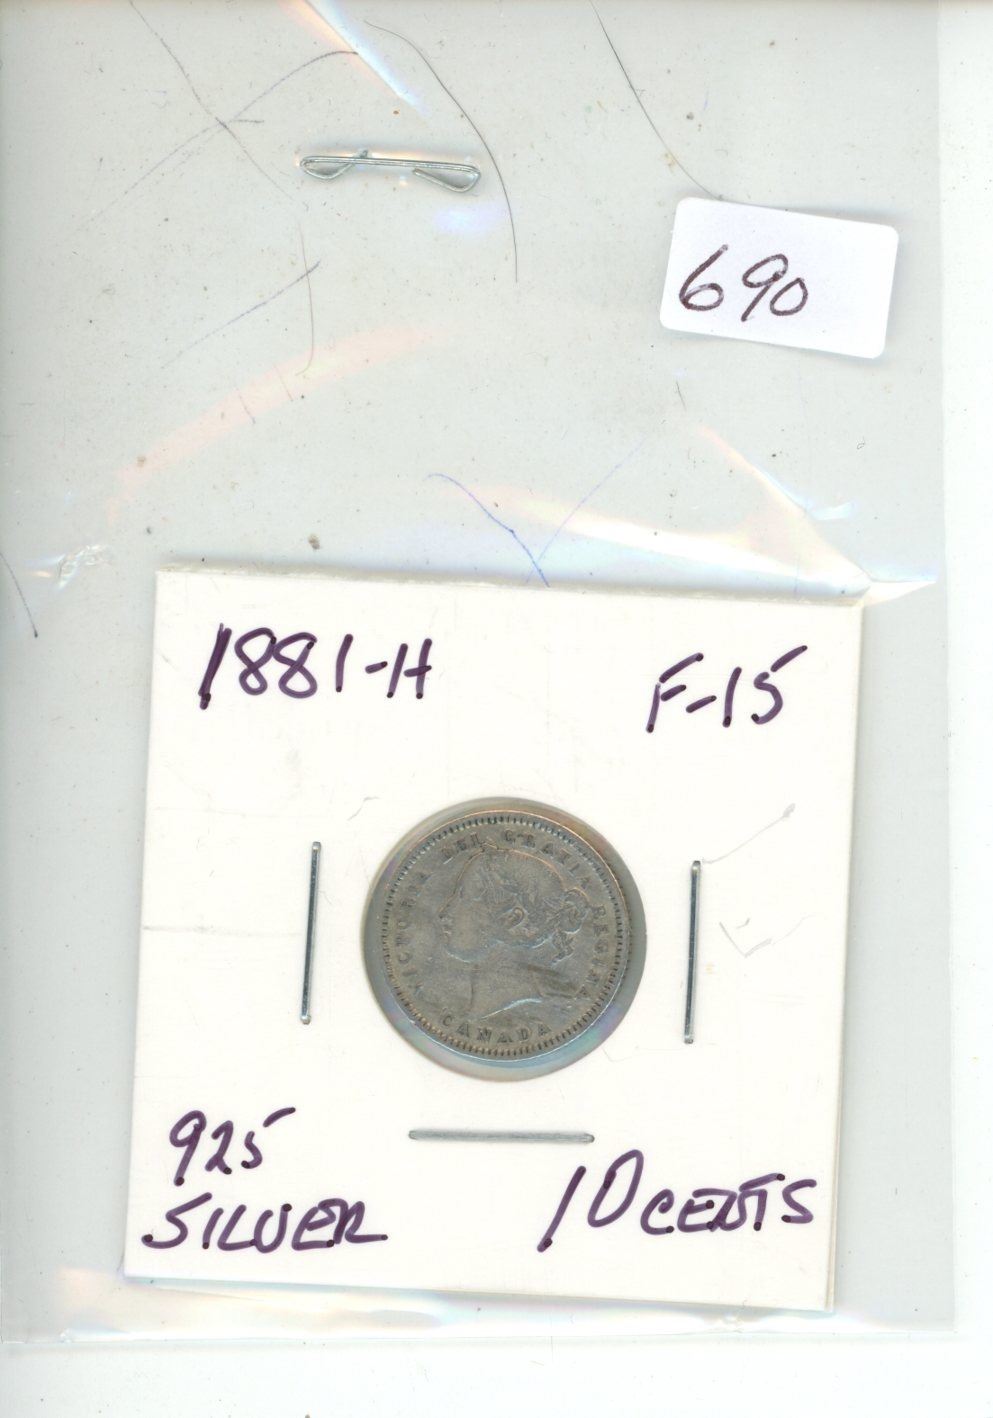 690
1881-H
F-15
VICTORIA DEI GRATIA REGINA
CANADA
925
SILVER
10 CENTS